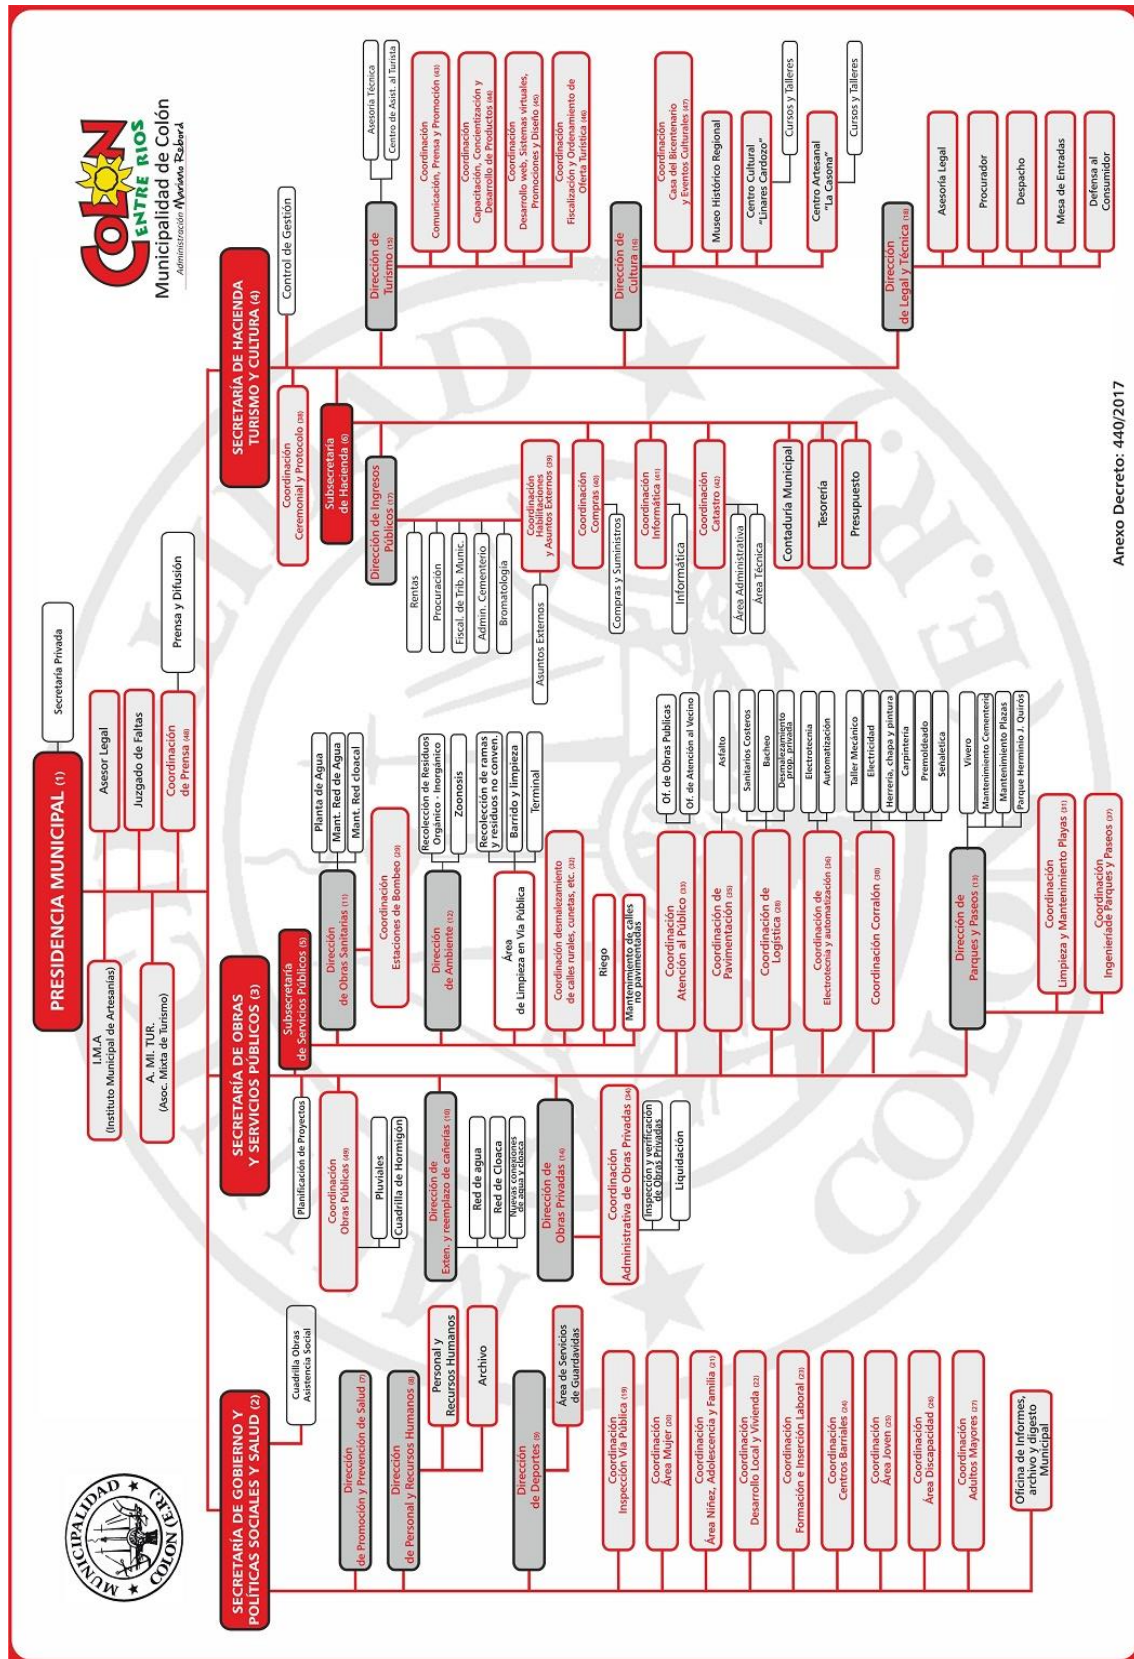 MUNICIPALIDAD
COLON (E.R.)
COLON
ENTRE RIOS
Municipalidad de Colón
Administración Mariano Rebord
PRESIDENCIA MUNICIPAL (1)
Secretaría Privada
I.M.A
(Instituto Municipal de Artesanías)
A. MI. TUR.
(Asoc. Mixta de Turismo)
Asesor Legal
Juzgado de Faltas
Coordinación
de Prensa (48)
Prensa y Difusión
SECRETARÍA DE GOBIERNO Y
POLÍTICAS SOCIALES Y SALUD (2)
Cuadrilla Obras
Asistencia Social
Dirección
de Promoción y Prevención de Salud (7)
Dirección
de Personal y Recursos Humanos (8)
Personal y
Recursos Humanos
Archivo
Dirección
de Deportes (9)
Área de Servicios
de Guardavidas
Coordinación
Inspección Vía Pública (19)
Coordinación
Área Mujer (20)
Coordinación
Área Niñez, Adolescencia y Familia (21)
Coordinación
Desarrollo Local y Vivienda (22)
Coordinación
Formación e Inserción Laboral (23)
Coordinación
Centros Barriales (24)
Coordinación
Área Joven (25)
Coordinación
Área Discapacidad (26)
Coordinación
Adultos Mayores (27)
Oficina de Informes,
archivo y digesto
Municipal
SECRETARÍA DE OBRAS
Y SERVICIOS PÚBLICOS (3)
Planificación de Proyectos
Coordinación
Obras Públicas (49)
Pluviales
Cuadrilla de Hormigón
Dirección de
Exten. y reemplazo de cañerías (10)
Red de agua
Red de Cloaca
Nuevas conexiones
de agua y cloaca
Dirección de
Obras Privadas (14)
Coordinación
Administrativa de Obras Privadas (34)
Inspección y verificación
de Obras Privadas
Liquidación
Subsecretaría
de Servicios Públicos (5)
Dirección
de Obras Sanitarias (11)
Planta de Agua
Mant. Red de Agua
Mant. Red cloacal
Coordinación
Estaciones de Bombeo (29)
Dirección
de Ambiente (12)
Recolección de Residuos
Orgánico - Inorgánico
Zoonosis
Área
de Limpieza en Vía Pública
Recolección de ramas
y residuos no conven.
Barrido y limpieza
Terminal
Coordinación desmalezamiento
de calles rurales, cunetas, etc. (32)
Riego
Mantenimiento de calles
no pavimentadas
Coordinación
Atención al Público (33)
Of. de Obras Publicas
Of. de Atención al Vecino
Coordinación de
Pavimentación (35)
Asfalto
Coordinación de
Logística (28)
Sanitarios Costeros
Bacheo
Desmalezamiento
prop. privada
Coordinación de
Electrotecnia y automatización (36)
Electrotecnía
Automatización
Coordinación Corralón (30)
Taller Mecánico
Electricidad
Herrería, chapa y pintura
Carpintería
Premoldeado
Señaletica
Dirección de
Parques y Paseos (13)
Vivero
Mantenimiento Cementerio
Mantenimiento Plazas
Parque Herminio J. Quirós
Coordinación
Limpieza y Mantenimiento Playas (31)
Coordinación
Ingenieríade Parques y Paseos (37)
SECRETARÍA DE HACIENDA
TURISMO Y CULTURA (4)
Control de Gestión
Coordinación
Ceremonial y Protocolo (38)
Subsecretaría
de Hacienda (6)
Dirección de Ingresos
Públicos (17)
Rentas
Procuración
Fiscal. de Trib. Munic.
Admin. Cementerio
Bromatología
Coordinación
Habilitaciones
y Asuntos Externos (39)
Asuntos Externos
Coordinación
Compras (40)
Compras y Suministros
Coordinación
Informática (41)
Informática
Coordinación
Catastro (42)
Área Administrativa
Área Técnica
Contaduría Municipal
Tesorería
Presupuesto
Dirección de
Turismo (15)
Asesoria Técnica
Centro de Asist. al Turista
Coordinación
Comunicación, Prensa y Promoción (43)
Coordinación
Capacitación, Concientización y
Desarrollo de Productos (44)
Coordinación
Desarrollo web, Sistemas virtuales,
Promociones y Diseño (45)
Coordinación
Fiscalización y Ordenamiento de
Oferta Turística (46)
Dirección de
Cultura (16)
Coordinación
Casa del Bicentenario
y Eventos Culturales (47)
Museo Histórico Regional
Centro Cultural
"Linares Cardozo"
Cursos y Talleres
Centro Artesanal
"La Casona"
Cursos y Talleres
Dirección
de Legal y Técnica (18)
Asesoría Legal
Procurador
Despacho
Mesa de Entradas
Defensa al
Consumidor
Anexo Decreto: 440/2017